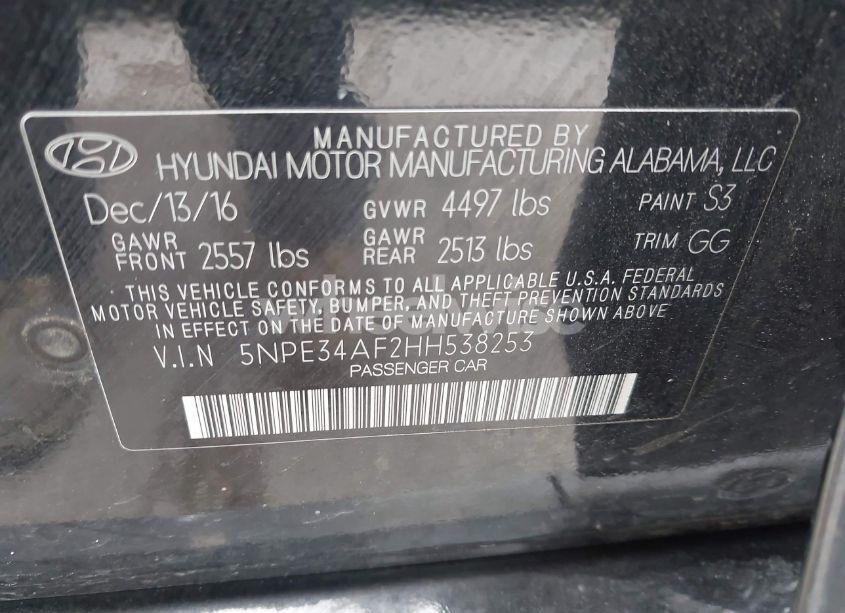 MANUFACTURED BY
HYUNDAI MOTOR MANUFACTURING ALABAMA, LLC
Dec/13/16 GVWR 4497 lbs PAINT S3
GAWR FRONT 2557 lbs GAWR REAR 2513 lbs TRIM GG
THIS VEHICLE CONFORMS TO ALL APPLICABLE U.S.A. FEDERAL
MOTOR VEHICLE SAFETY, BUMPER, AND THEFT PREVENTION STANDARDS
IN EFFECT ON THE DATE OF MANUFACTURE SHOWN ABOVE
V.I.N 5NPE34AF2HH538253
PASSENGER CAR